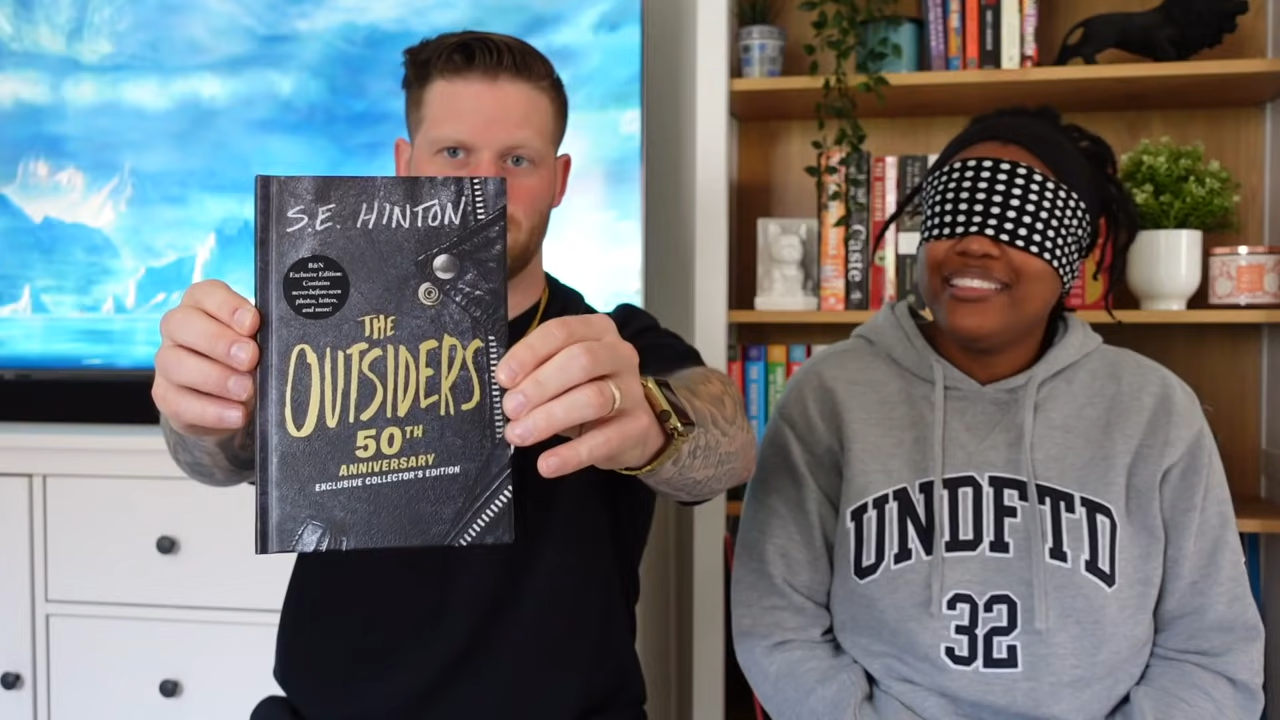 S.E. HINTON
B&N
Exclusive Edition:
Contains
never-before-seen
photos, letters,
and more!
THE
OUTSIDERS
50TH
ANNIVERSARY
EXCLUSIVE COLLECTOR'S EDITION
Caste
UNDFTD
32